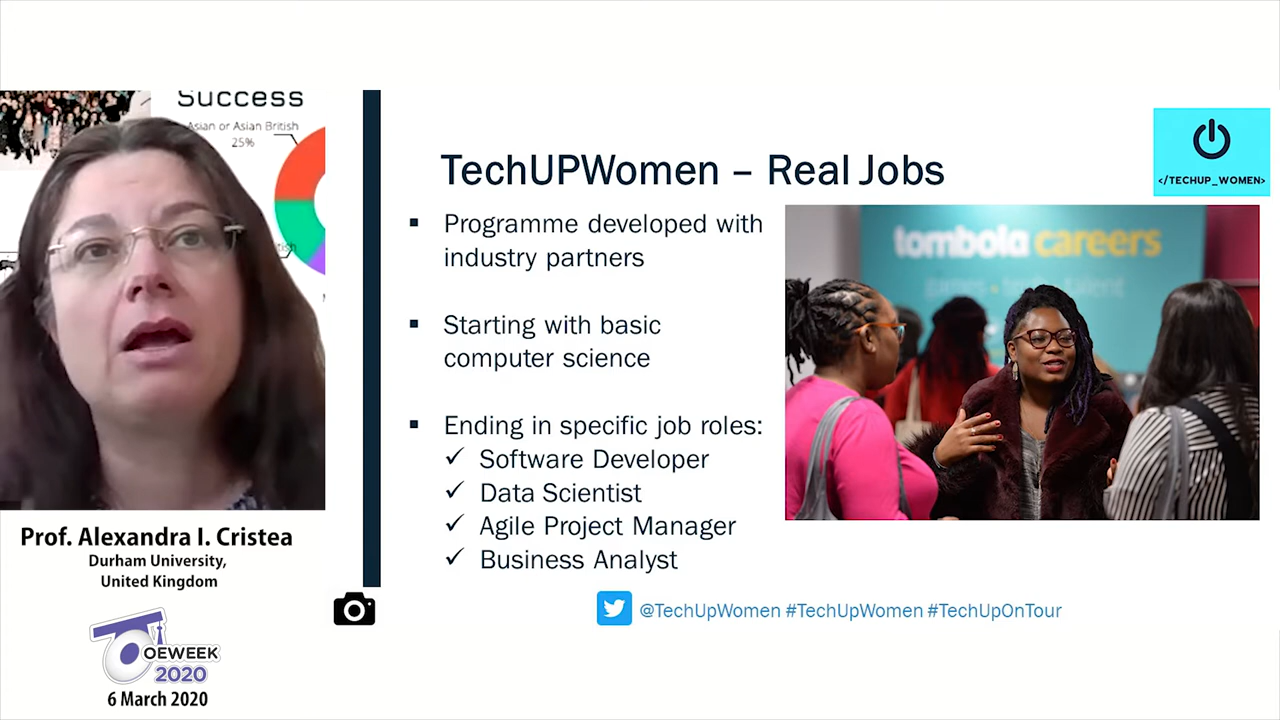 Success
Asian or Asian British
25%
Prof. Alexandra I. Cristea
Durham University,
United Kingdom
OEWEEK
2020
6 March 2020
TechUPWomen – Real Jobs
</TECHUP_WOMEN>
▪ Programme developed with
industry partners
▪ Starting with basic
computer science
▪ Ending in specific job roles:
✓ Software Developer
✓ Data Scientist
✓ Agile Project Manager
✓ Business Analyst
tombola careers
@TechUpWomen #TechUpWomen #TechUpOnTour